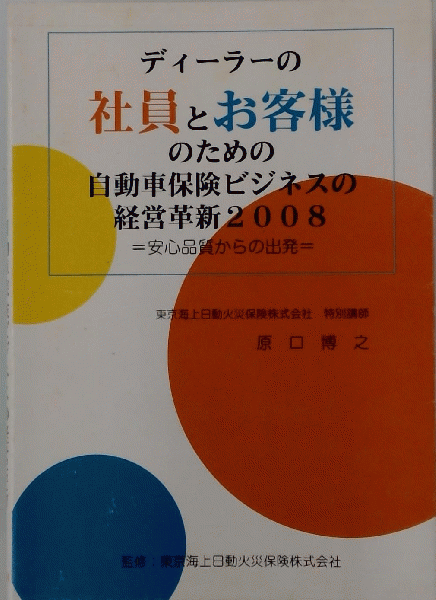 ディーラーの
社員とお客様
のための
自動車保険ビジネスの
経営革新2008
=安心品質からの出発=
東京海上日動火災保険株式会社 特別講師
原口博之
監修:東京海上日動火災保険株式会社